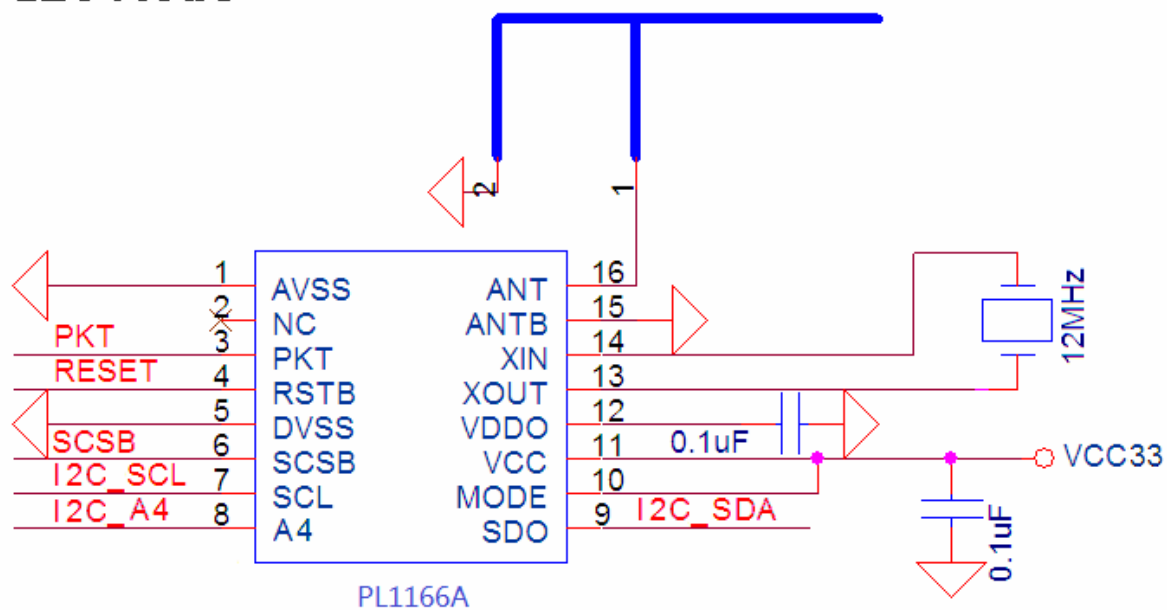 2
1
1
AVSS
ANT
16
2
NC
ANTB
15
PKT
3
PKT
XIN
14
12MHz
RESET
4
RSTB
XOUT
13
5
DVSS
VDDO
12
0.1uF
SCSB
6
SCSB
VCC
11
VCC33
I2C_SCL
7
SCL
MODE
10
I2C_A4
8
A4
SDO
9
I2C_SDA
0.1uF
PL1166A